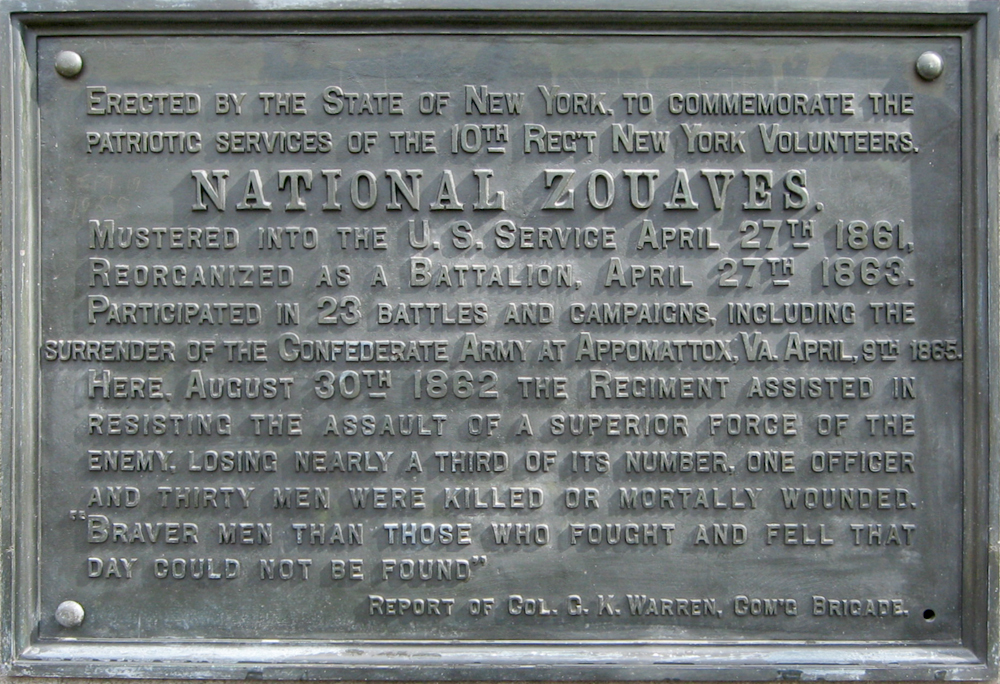 Erected by the State of New York, to commemorate the
patriotic services of the 10TH Reg't New York Volunteers.
NATIONAL ZOUAVES.
Mustered into the U. S. Service April 27TH 1861,
Reorganized as a Battalion, April 27TH 1863.
Participated in 23 battles and campaigns, including the
surrender of the Confederate Army at Appomattox, Va. April, 9TH 1865.
Here, August 30TH 1862 the Regiment assisted in
resisting the assault of a superior force of the
enemy, losing nearly a third of its number, one officer
and thirty men were killed or mortally wounded.
"Braver men than those who fought and fell that
day could not be found"
Report of Col. G. K. Warren, Com'g Brigade.